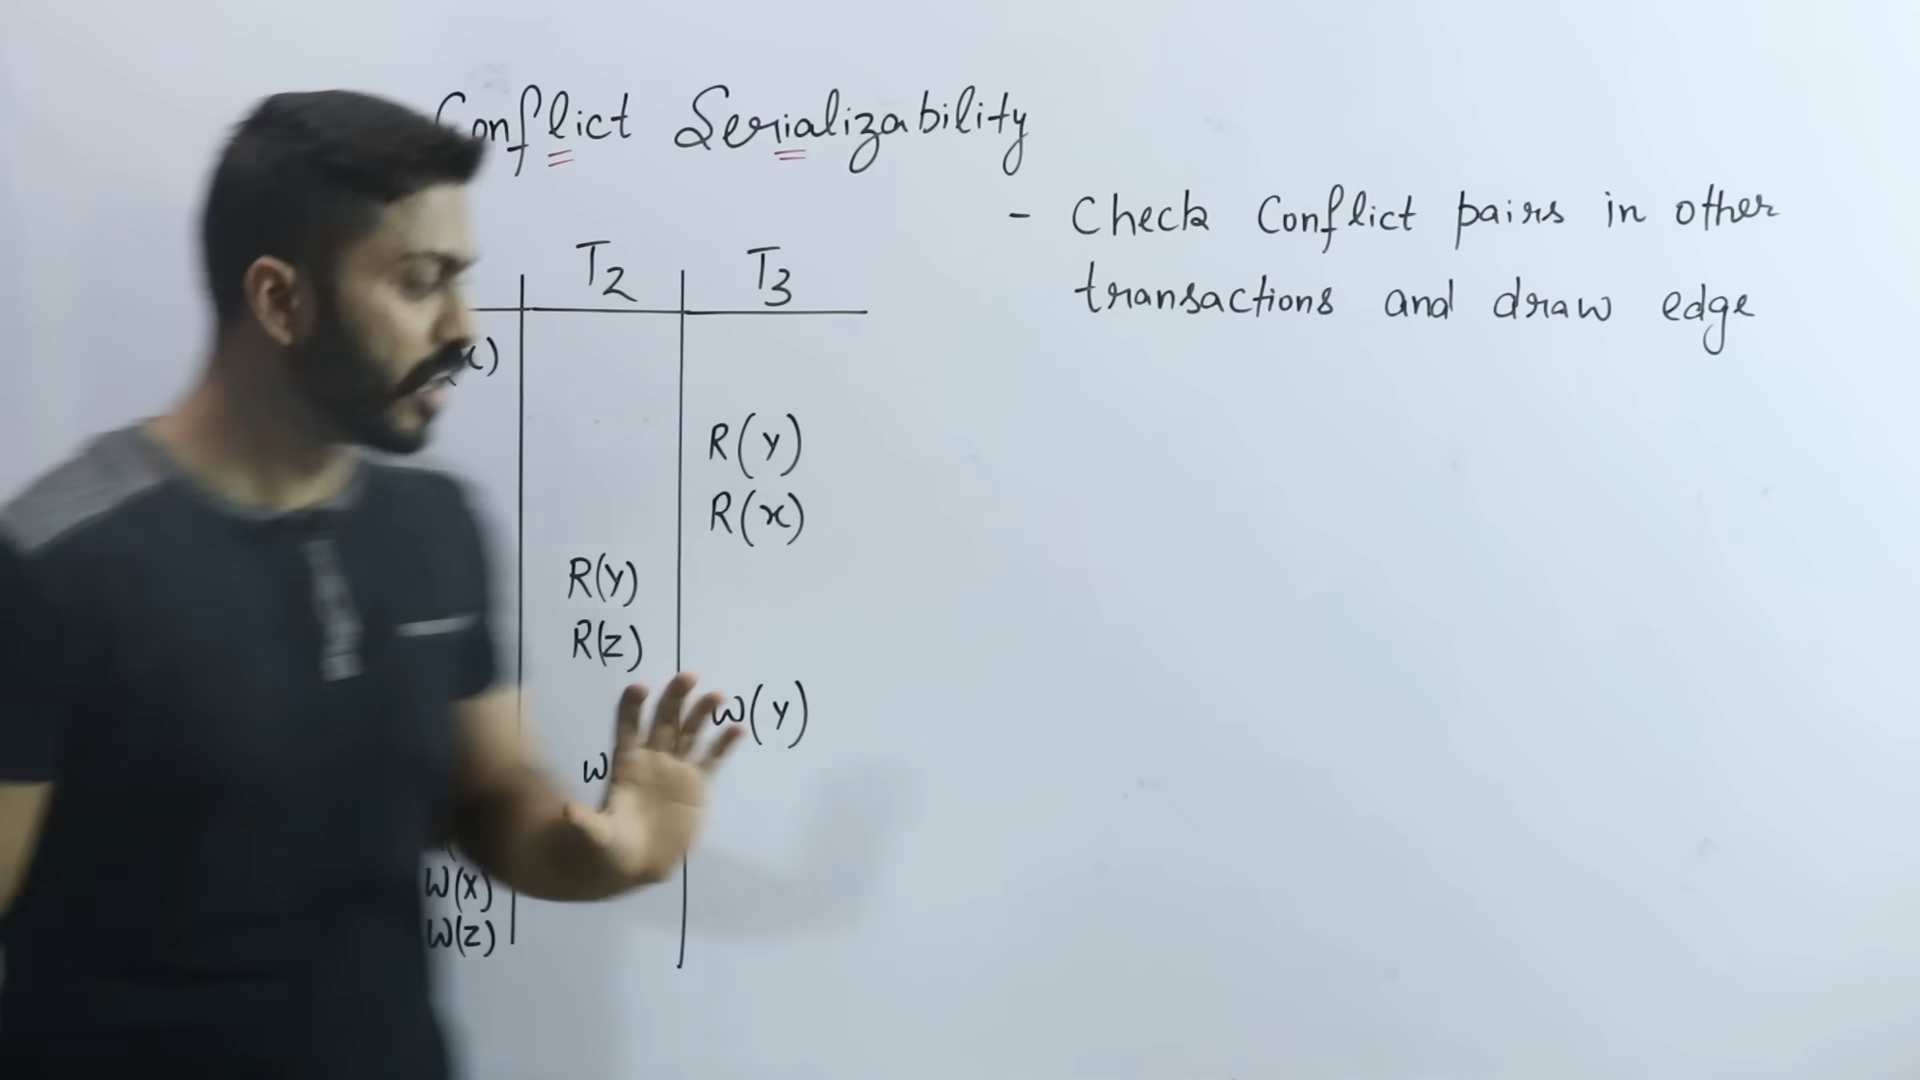 Conflict Serializability
- Check Conflict pairs in other
transactions and draw edge
T2 T3
R(y)
R(x)
R(y)
R(z)
W(y)
W
W(x)
W(z)